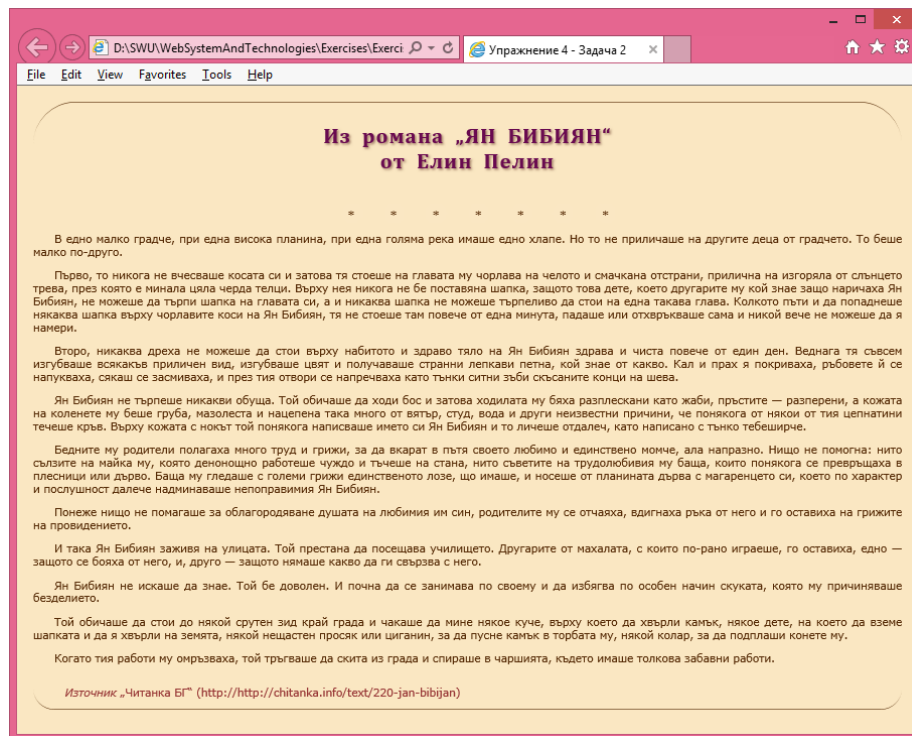 D:\SWU\WebSystemAndTechnologies\Exercises\Exerci
Упражнение 4 - Задача 2
File Edit View Favorites Tools Help
Из романа „ЯН БИБИЯН“
от Елин Пелин
* * * * * * *
В едно малко градче, при една висока планина, при една голяма река имаше едно хлапе. Но то не приличаше на другите деца от градчето. То беше
малко по-друго.
Първо, то никога не вчесваше косата си и затова тя стоеше на главата му чорлава на челото и смачкана отстрани, прилична на изгоряла от слънцето
трева, през която е минала цяла черда телци. Върху нея никога не бе поставяна шапка, защото това дете, което другарите му кой знае защо наричаха Ян
Бибиян, не можеше да търпи шапка на главата си, а и никаква шапка не можеше търпеливо да стои на една такава глава. Колкото пъти и да попаднеше
някаква шапка върху чорлавите коси на Ян Бибиян, тя не стоеше там повече от една минута, падаше или отхвръкваше сама и никой вече не можеше да я
намери.
Второ, никаква дреха не можеше да стои върху набитото и здраво тяло на Ян Бибиян здрава и чиста повече от един ден. Веднага тя съвсем
изгубваше всякакъв приличен вид, изгубваше цвят и получаваше странни лепкави петна, кой знае от какво. Кал и прах я покриваха, ръбовете ѝ се
напукваха, сякаш се засмиваха, и през тия отвори се напречваха като тънки ситни зъби скъсаните конци на шева.
Ян Бибиян не търпеше никакви обуща. Той обичаше да ходи бос и затова ходилата му бяха разплескани като жаби, пръстите — разперени, а кожата
на коленете му беше груба, мазолеста и нацепена така много от вятър, студ, вода и други неизвестни причини, че понякога от някои от тия цепнатини
течеше кръв. Върху кожата с нокът той понякога написваше името си Ян Бибиян и то личеше отдалеч, като написано с тънко тебеширче.
Бедните му родители полагаха много труд и грижи, за да вкарат в пътя своето любимо и единствено момче, ала напразно. Нищо не помогна: нито
сълзите на майка му, която денонощно работеше чуждо и тъчеше на стана, нито съветите на трудолюбивия му баща, които понякога се превръщаха в
плесници или дърво. Баща му гледаше с големи грижи единственото лозе, що имаше, и носеше от планината дърва с магаренцето си, което по характер
и послушност далече надминаваше непоправимия Ян Бибиян.
Понеже нищо не помагаше за облагородяване душата на любимия им син, родителите му се отчаяха, вдигнаха ръка от него и го оставиха на грижите
на провидението.
И така Ян Бибиян заживя на улицата. Той престана да посещава училището. Другарите от махалата, с които по-рано играеше, го оставиха, едно —
защото се бояха от него, и, друго — защото нямаше какво да ги свързва с него.
Ян Бибиян не искаше да знае. Той бе доволен. И почна да се занимава по своему и да избягва по особен начин скуката, която му причиняваше
безделието.
Той обичаше да стои до някой срутен зид край града и чакаше да мине някое куче, върху което да хвърли камък, някое дете, на което да вземе
шапката и да я хвърли на земята, някой нещастен просяк или циганин, за да пусне камък в торбата му, някой колар, за да подплаши конете му.
Когато тия работи му омръзваха, той тръгваше да скита из града и спираше в чаршията, където имаше толкова забавни работи.
Източник „Читанка БГ“ (http://http://chitanka.info/text/220-jan-bibijan)